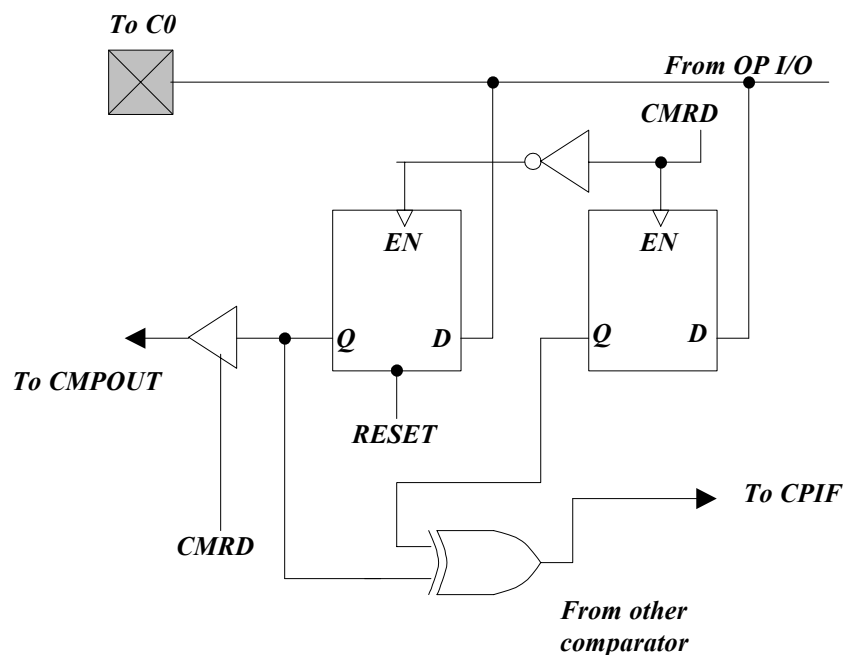 To C0
From OP I/O
CMRD
EN
EN
Q
D
Q
D
To CMPOUT
RESET
To CPIF
CMRD
From other
comparator